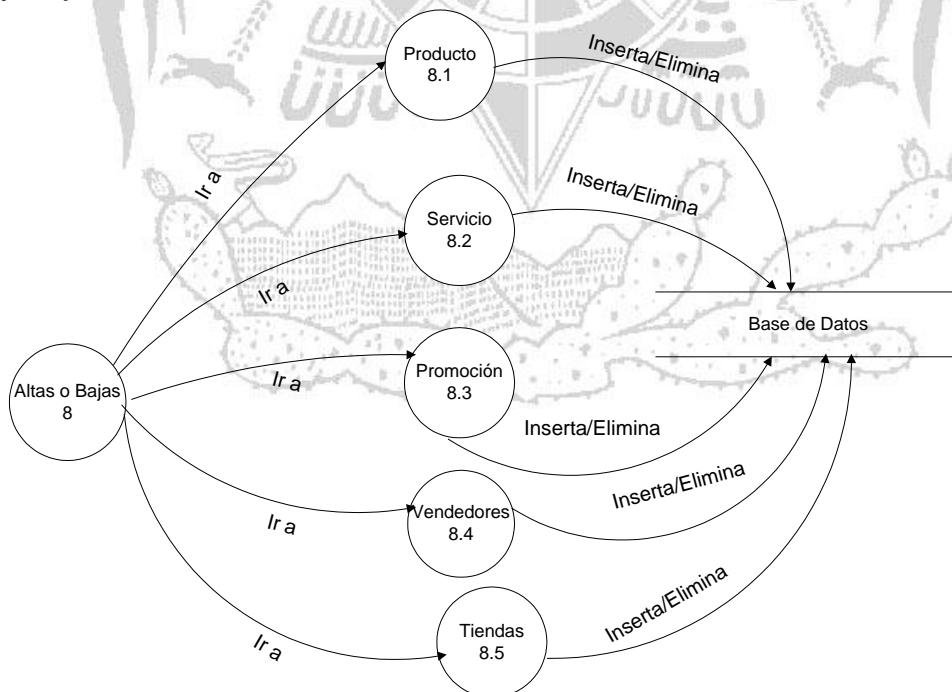 Producto
8.1
Inserta/Elimina
Ir a
Servicio
8.2
Inserta/Elimina
Ir a
Base de Datos
Altas o Bajas
8
Ir a
Promoción
8.3
Inserta/Elimina
Ir a
Vendedores
8.4
Inserta/Elimina
Ir a
Tiendas
8.5
Inserta/Elimina